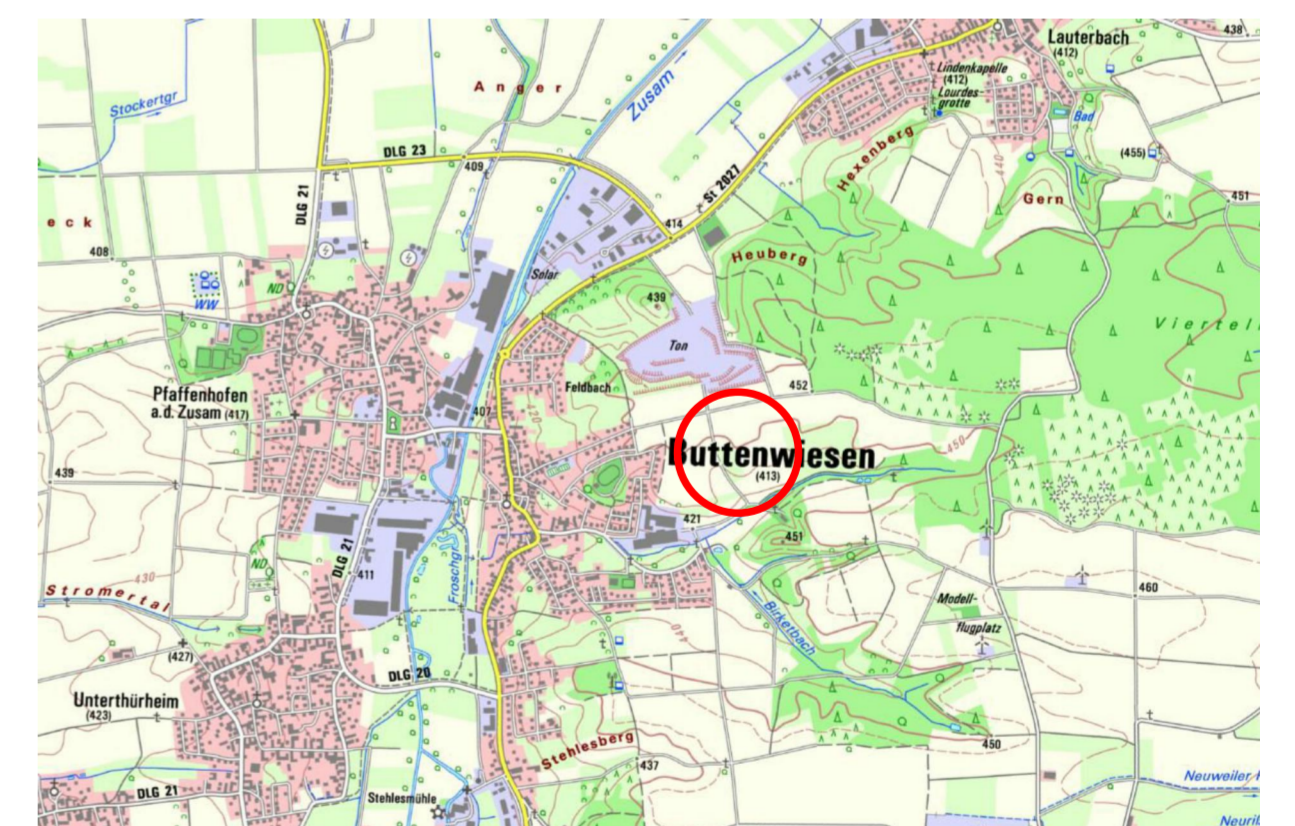 438
Lauterbach
(412)
Lindenkapelle
(412)
Lourdes-
grotte
Bad
Anger
Zusam
Stockertgr
DLG 23
409
(455)
Hexenberg
440
Gern
451
DLG 21
St 2027
eck
408
414
Heuberg
Solar
ND
WW
439
Ton
Feldbach
452
Pfaffenhofen
a.d. Zusam (417)
407
420
Buttenwiesen
(413)
450
439
421
451
DLG 21
411
ND
430
Froschgr
Stromertal
Birketbach
Modell-
flugplatz
460
(427)
440
DLG 20
Unterthürheim
(423)
Stehlesberg
437
450
DLG 21
Stehlesmühle
Neuweiler